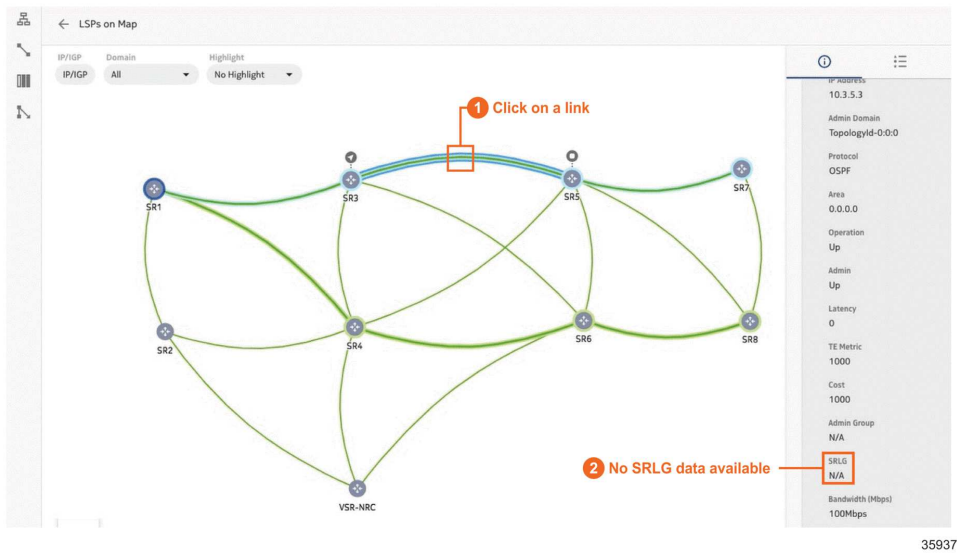 LSPs on Map
IP/IGP Domain Highlight
IP/IGP All No Highlight
1 Click on a link
IP Address
10.3.5.3
Admin Domain
TopologyId-0:0:0
Protocol
OSPF
Area
0.0.0.0
Operation
Up
Admin
Up
Latency
0
TE Metric
1000
Cost
1000
Admin Group
N/A
SRLG
N/A
Bandwidth (Mbps)
100Mbps
SR1
SR3
SR5
SR7
SR2
SR4
SR6
SR8
2 No SRLG data available
VSR-NRC
35937